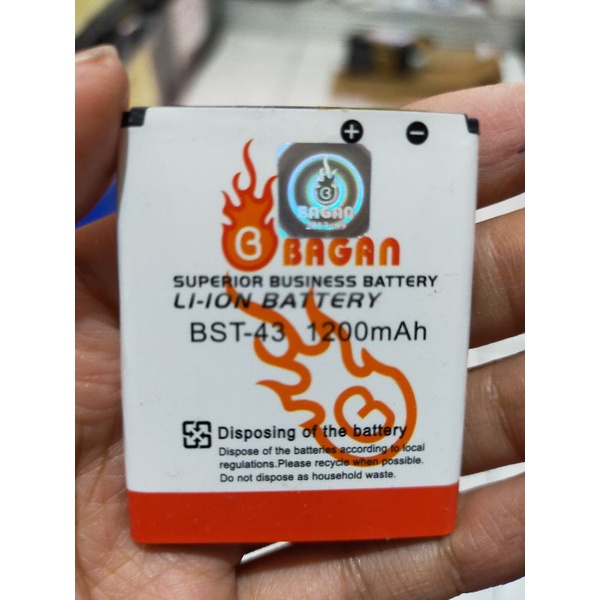 + -
BAGAN
BAGAN
SUPERIOR BUSINESS BATTERY
LI-ION BATTERY
BST-43 1200mAh
Disposing of the battery
Dispose of the batteries according to local
regulations.Please recycle when possible.
Do not dispose as household waste.